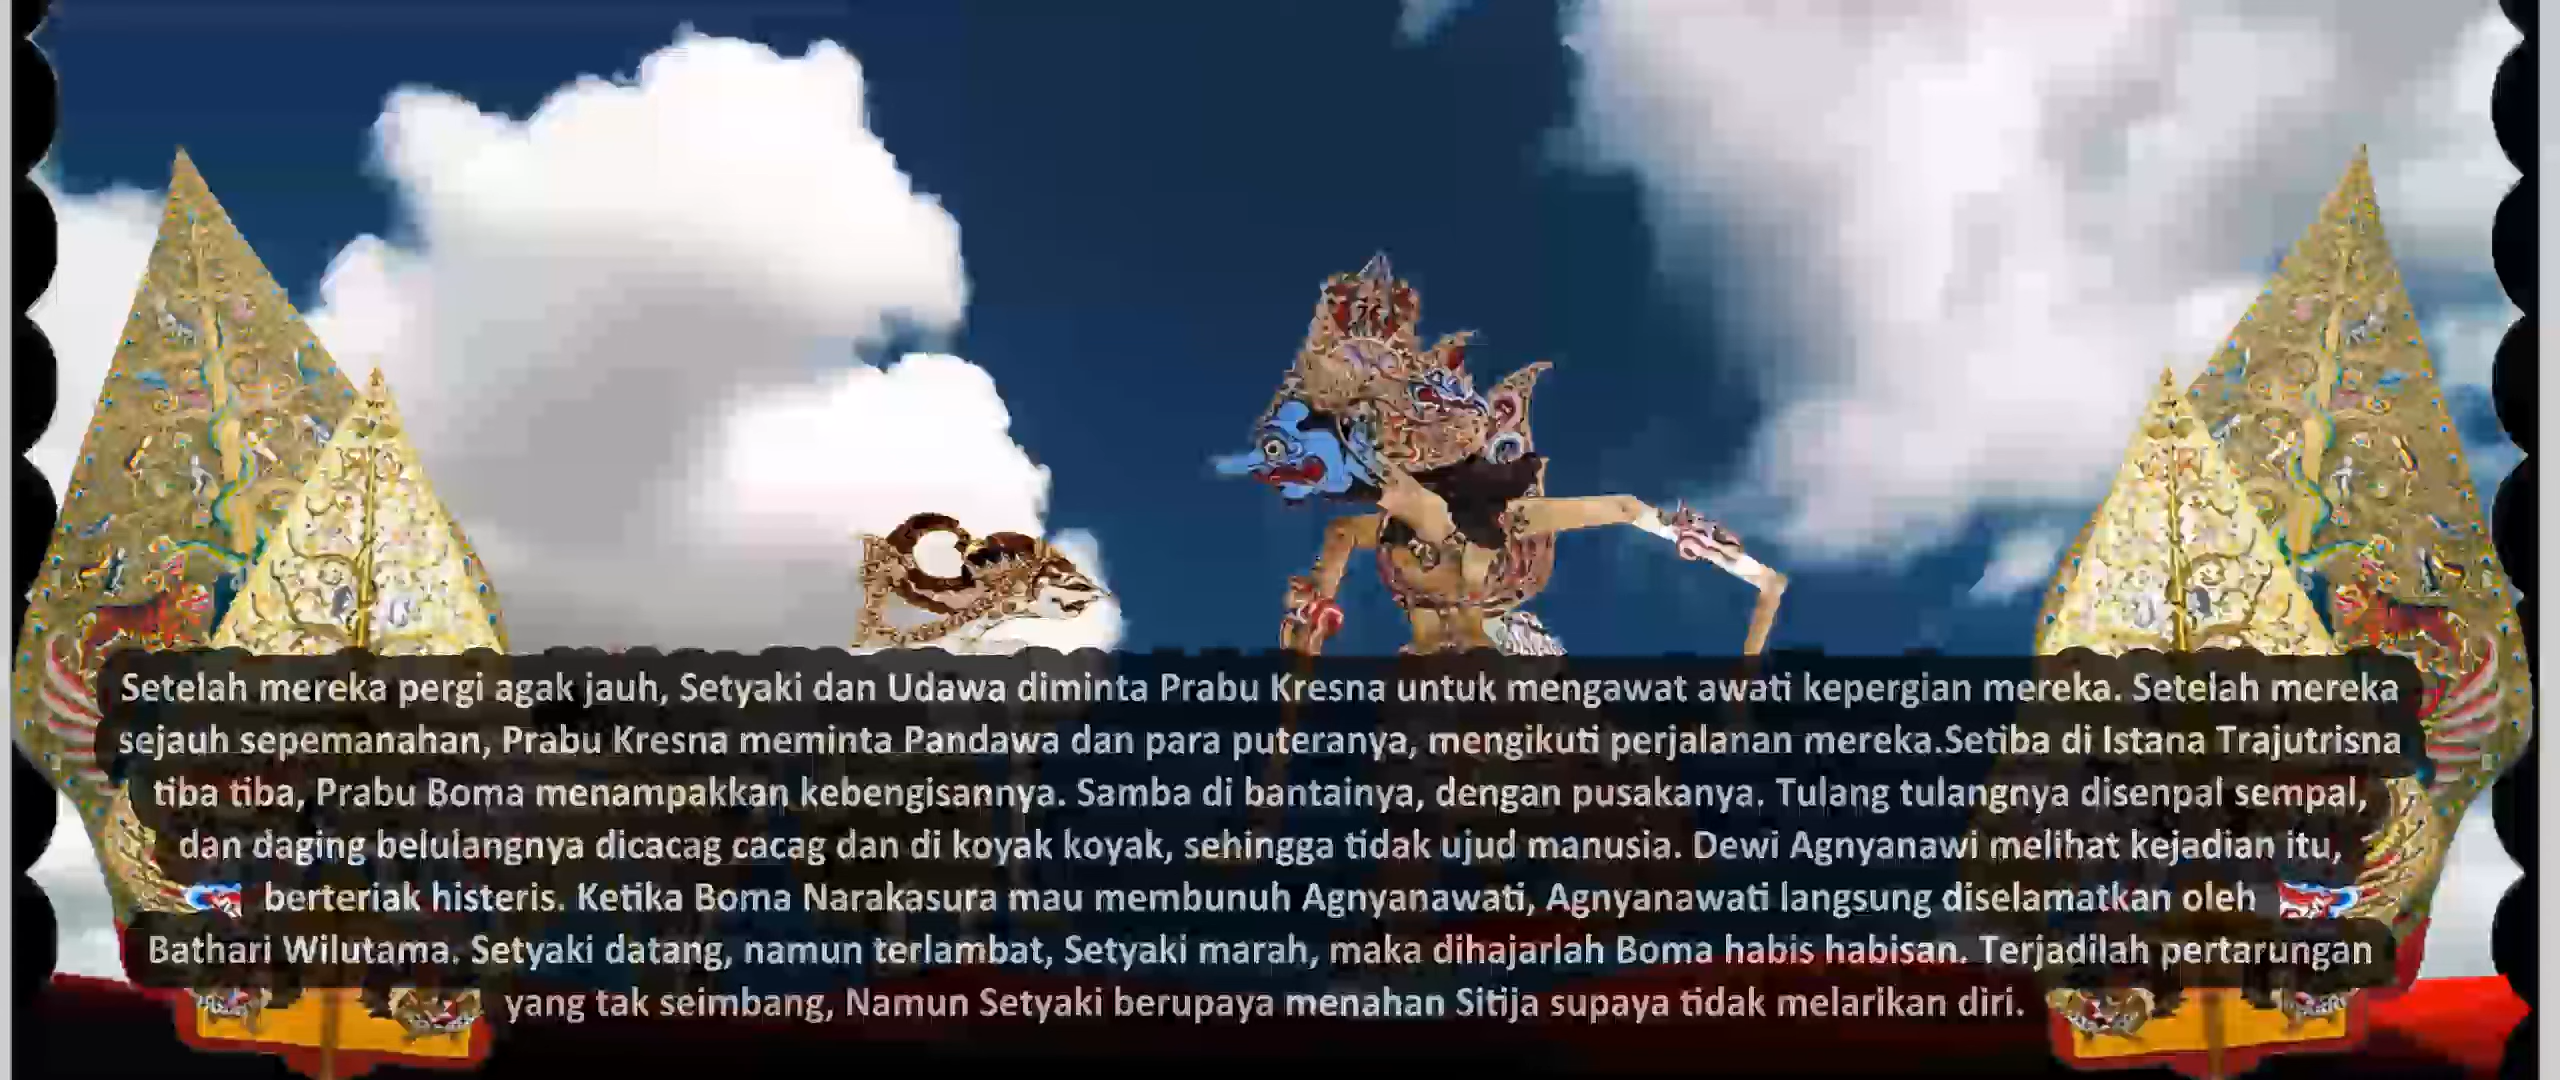 Setelah mereka pergi agak jauh, Setyaki dan Udawa diminta Prabu Kresna untuk mengawat awati kepergian mereka. Setelah mereka
sejauh sepemanahan, Prabu Kresna meminta Pandawa dan para puteranya, mengikuti perjalanan mereka.Setiba di Istana Trajutrisna
tiba tiba, Prabu Boma menampakkan kebengisannya. Samba di bantainya, dengan pusakanya. Tulang tulangnya disenpal sempal,
dan daging belulangnya dicacag cacag dan di koyak koyak, sehingga tidak ujud manusia. Dewi Agnyanawi melihat kejadian itu,
berteriak histeris. Ketika Boma Narakasura mau membunuh Agnyanawati, Agnyanawati langsung diselamatkan oleh
Bathari Wilutama. Setyaki datang, namun terlambat, Setyaki marah, maka dihajarlah Boma habis habisan. Terjadilah pertarungan
yang tak seimbang, Namun Setyaki berupaya menahan Sitija supaya tidak melarikan diri.